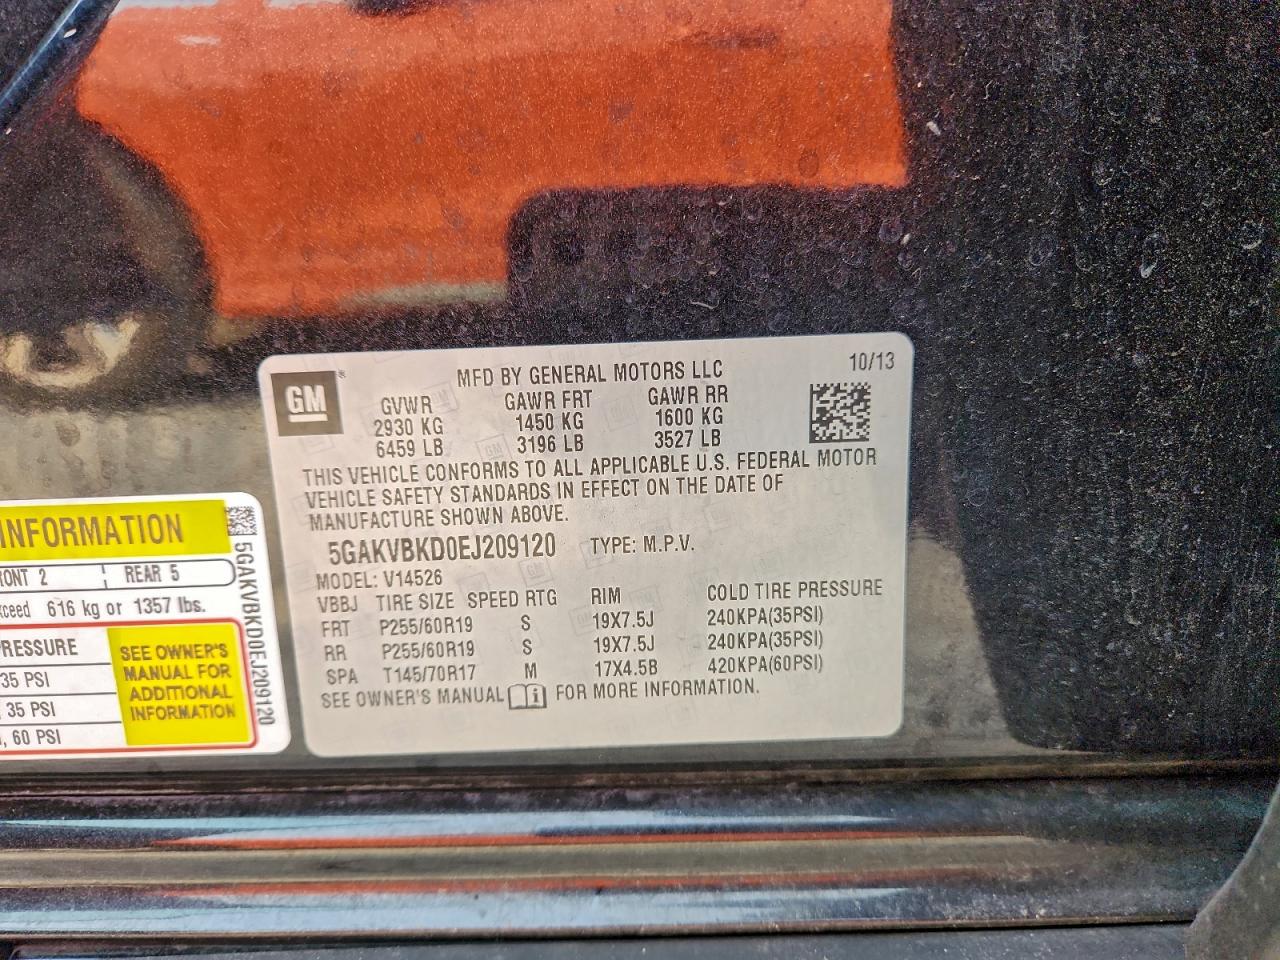 GM
MFD BY GENERAL MOTORS LLC
10/13
GVWR GAWR FRT GAWR RR
2930 KG 1450 KG 1600 KG
6459 LB 3196 LB 3527 LB
THIS VEHICLE CONFORMS TO ALL APPLICABLE U.S. FEDERAL MOTOR
VEHICLE SAFETY STANDARDS IN EFFECT ON THE DATE OF
MANUFACTURE SHOWN ABOVE.
5GAKVBKD0EJ209120 TYPE: M.P.V.
MODEL: V14526
VBBJ TIRE SIZE SPEED RTG RIM COLD TIRE PRESSURE
FRT P255/60R19 S 19X7.5J 240KPA(35PSI)
RR P255/60R19 S 19X7.5J 240KPA(35PSI)
SPA T145/70R17 M 17X4.5B 420KPA(60PSI)
SEE OWNER'S MANUAL FOR MORE INFORMATION.
INFORMATION
FRONT 2 REAR 5
616 kg or 1357 lbs.
PRESSURE
35 PSI
35 PSI
, 60 PSI
SEE OWNER'S
MANUAL FOR
ADDITIONAL
INFORMATION
5GAKVBKD0EJ209120